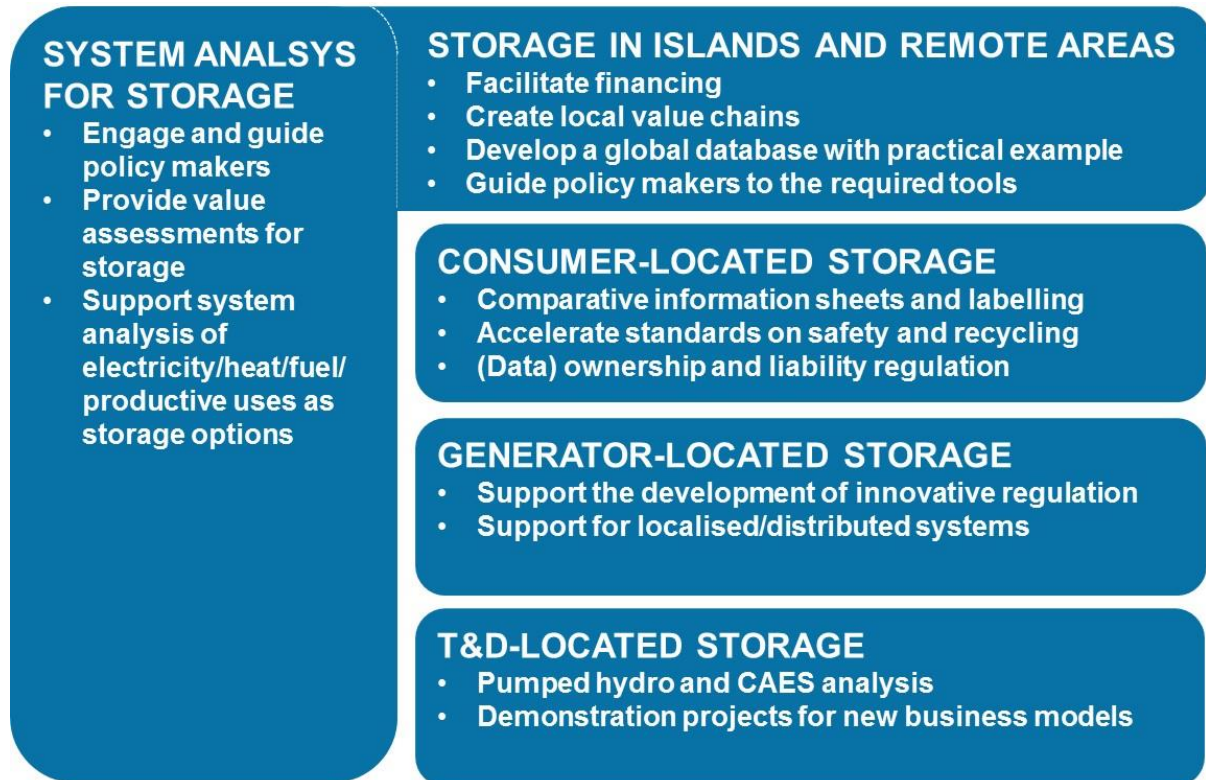 SYSTEM ANALSYS
FOR STORAGE
• Engage and guide
policy makers
• Provide value
assessments for
storage
• Support system
analysis of
electricity/heat/fuel/
productive uses as
storage options
STORAGE IN ISLANDS AND REMOTE AREAS
• Facilitate financing
• Create local value chains
• Develop a global database with practical example
• Guide policy makers to the required tools
CONSUMER-LOCATED STORAGE
• Comparative information sheets and labelling
• Accelerate standards on safety and recycling
• (Data) ownership and liability regulation
GENERATOR-LOCATED STORAGE
• Support the development of innovative regulation
• Support for localised/distributed systems
T&D-LOCATED STORAGE
• Pumped hydro and CAES analysis
• Demonstration projects for new business models